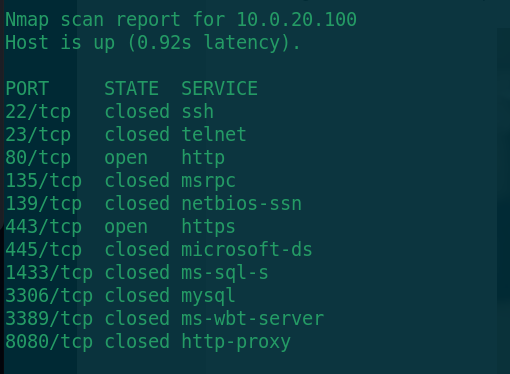 Nmap scan report for 10.0.20.100
Host is up (0.92s latency).
PORT     STATE  SERVICE
22/tcp   closed ssh
23/tcp   closed telnet
80/tcp   open   http
135/tcp  closed msrpc
139/tcp  closed netbios-ssn
443/tcp  open   https
445/tcp  closed microsoft-ds
1433/tcp closed ms-sql-s
3306/tcp closed mysql
3389/tcp closed ms-wbt-server
8080/tcp closed http-proxy